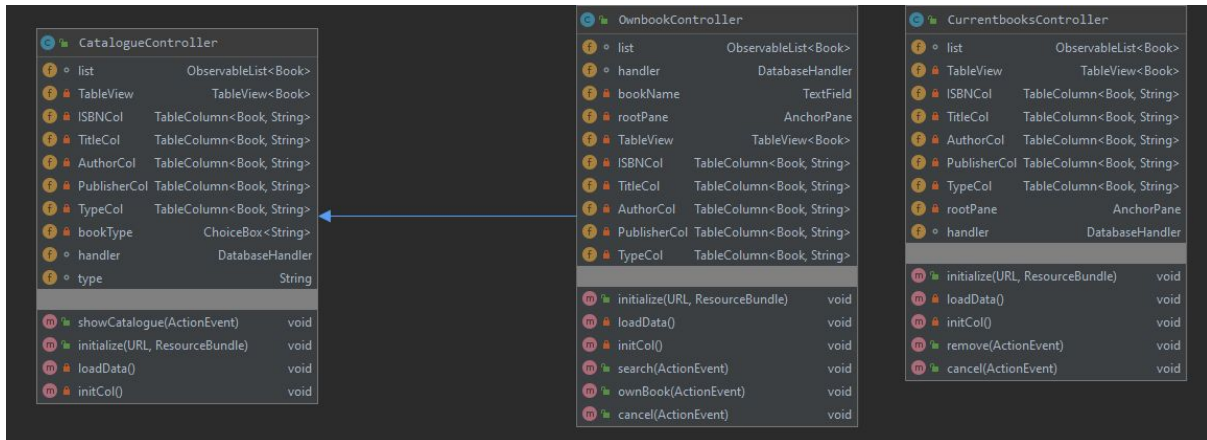 CatalogueController
list ObservableList<Book>
TableView TableView<Book>
ISBNCol TableColumn<Book, String>
TitleCol TableColumn<Book, String>
AuthorCol TableColumn<Book, String>
PublisherCol TableColumn<Book, String>
TypeCol TableColumn<Book, String>
bookType ChoiceBox<String>
handler DatabaseHandler
type String
showCatalogue(ActionEvent) void
initialize(URL, ResourceBundle) void
loadData() void
initCol() void
OwnbookController
list ObservableList<Book>
handler DatabaseHandler
bookName TextField
rootPane AnchorPane
TableView TableView<Book>
ISBNCol TableColumn<Book, String>
TitleCol TableColumn<Book, String>
AuthorCol TableColumn<Book, String>
PublisherCol TableColumn<Book, String>
TypeCol TableColumn<Book, String>
initialize(URL, ResourceBundle) void
loadData() void
initCol() void
search(ActionEvent) void
ownBook(ActionEvent) void
cancel(ActionEvent) void
CurrentbooksController
list ObservableList<Book>
TableView TableView<Book>
ISBNCol TableColumn<Book, String>
TitleCol TableColumn<Book, String>
AuthorCol TableColumn<Book, String>
PublisherCol TableColumn<Book, String>
TypeCol TableColumn<Book, String>
rootPane AnchorPane
handler DatabaseHandler
initialize(URL, ResourceBundle) void
loadData() void
initCol() void
remove(ActionEvent) void
cancel(ActionEvent) void